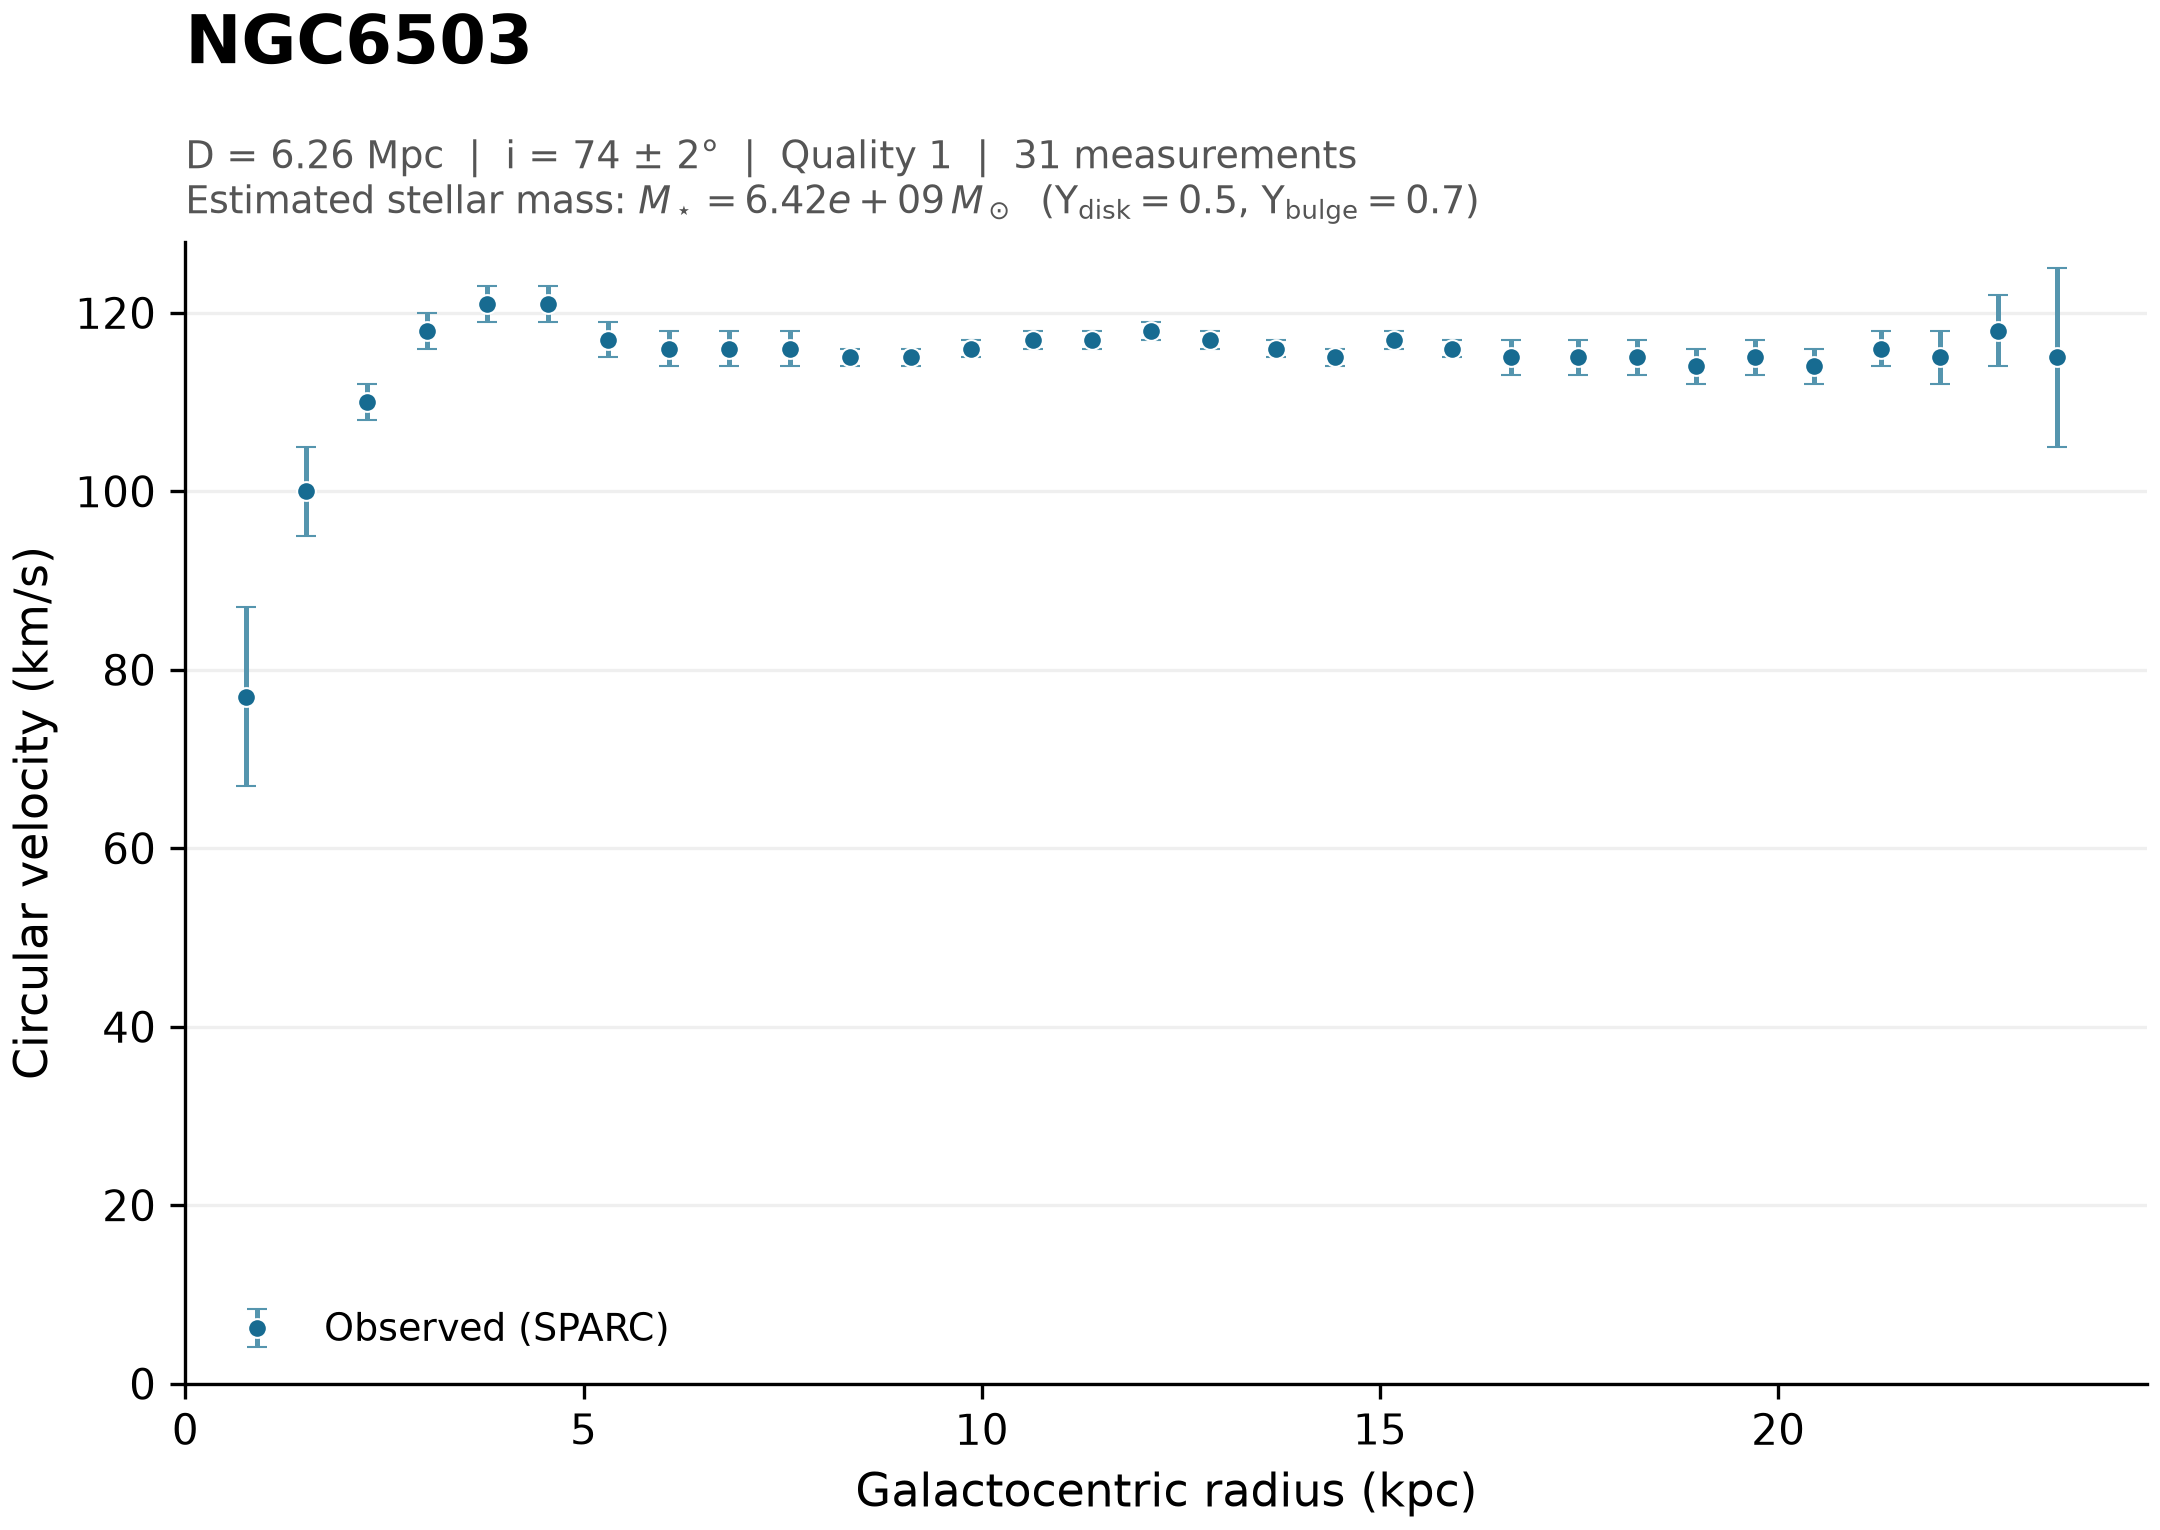 NGC6503
D = 6.26 Mpc | i = 74 ± 2° | Quality 1 | 31 measurements
Estimated stellar mass: M⋆ = 6.42e + 09 M⊙ (Υdisk = 0.5, Υbulge = 0.7)
120
100
80
60
40
20
0
Circular velocity (km/s)
Observed (SPARC)
0 5 10 15 20
Galactocentric radius (kpc)